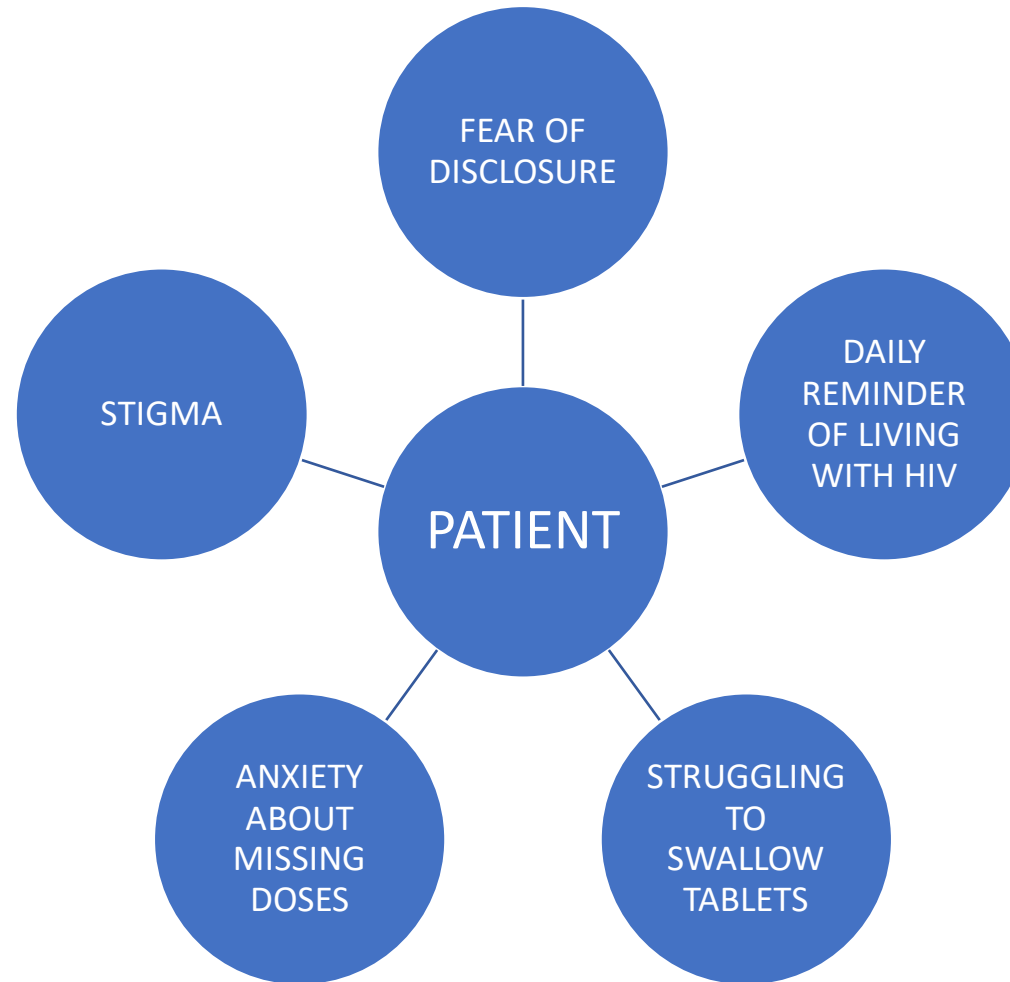 FEAR OF
DISCLOSURE
DAILY
REMINDER
OF LIVING
WITH HIV
STIGMA
PATIENT
ANXIETY
ABOUT
MISSING
DOSES
STRUGGLING
TO
SWALLOW
TABLETS